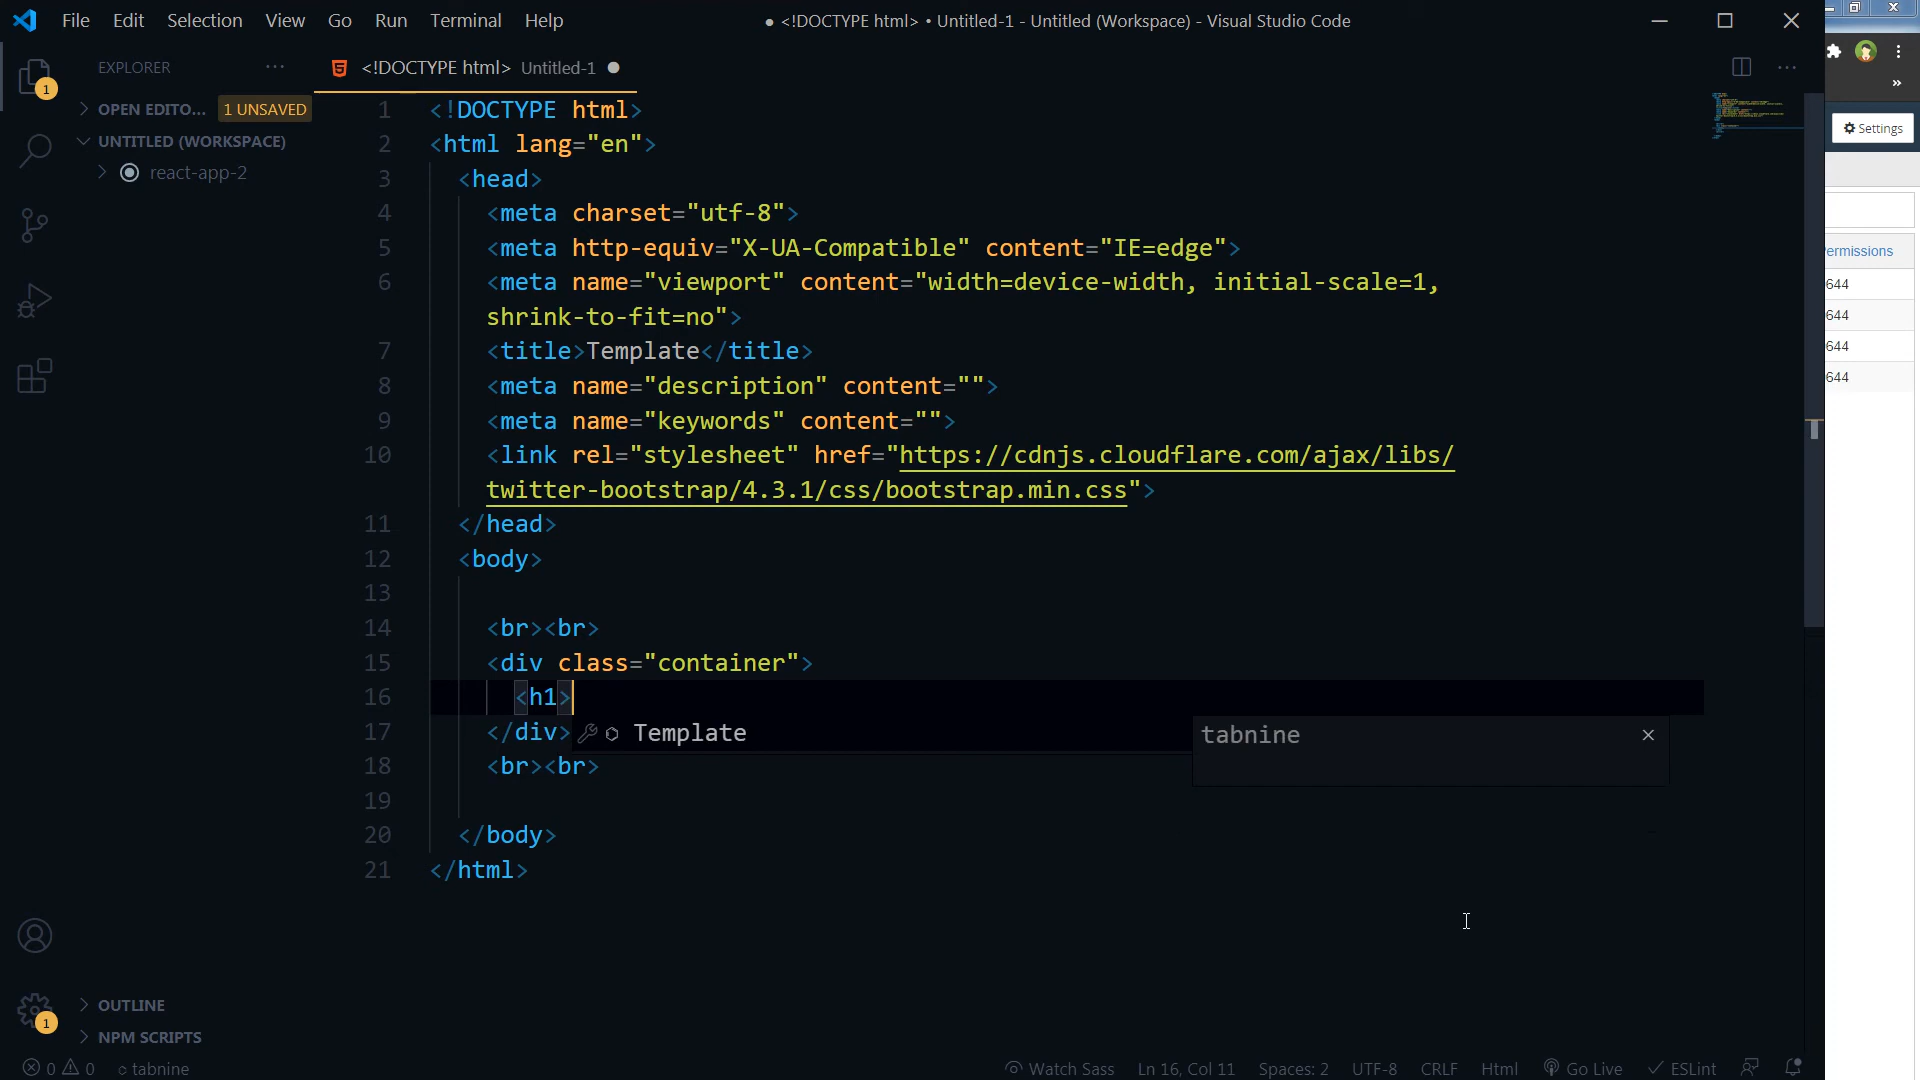 File Edit Selection View Go Run Terminal Help
● <!DOCTYPE html> • Untitled-1 - Untitled (Workspace) - Visual Studio Code
EXPLORER ···
<!DOCTYPE html> Untitled-1 ●
OPEN EDITO... 1 UNSAVED
UNTITLED (WORKSPACE)
react-app-2
1
1 <!DOCTYPE html>
2 <html lang="en">
3 <head>
4 <meta charset="utf-8">
5 <meta http-equiv="X-UA-Compatible" content="IE=edge">
6 <meta name="viewport" content="width=device-width, initial-scale=1,
shrink-to-fit=no">
7 <title>Template</title>
8 <meta name="description" content="">
9 <meta name="keywords" content="">
10 <link rel="stylesheet" href="https://cdnjs.cloudflare.com/ajax/libs/
twitter-bootstrap/4.3.1/css/bootstrap.min.css">
11 </head>
12 <body>
13
14 <br><br>
15 <div class="container">
16 <h1>
17 </div>
Template
tabnine
18 <br><br>
19
20 </body>
21 </html>
Settings
ermissions
644
644
644
644
OUTLINE
1
NPM SCRIPTS
0 0 tabnine
Watch Sass Ln 16, Col 11 Spaces: 2 UTF-8 CRLF Html Go Live ESLint